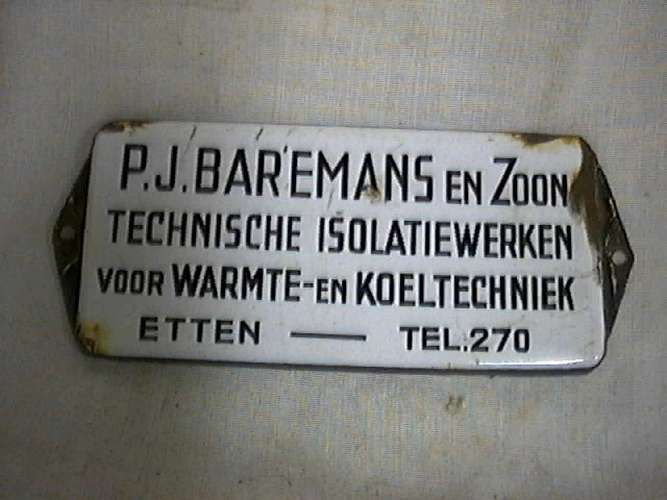 P.J. BAREMANS EN ZOON
TECHNISCHE ISOLATIEWERKEN
VOOR WARMTE-EN KOELTECHNIEK
ETTEN — TEL.270